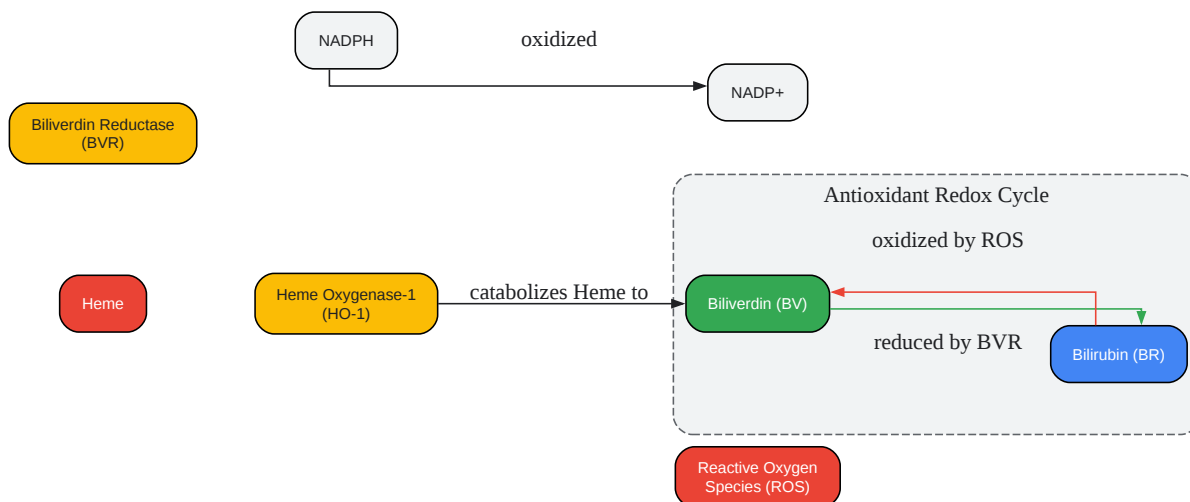 NADPH
oxidized
NADP+
Biliverdin Reductase
(BVR)
Antioxidant Redox Cycle
oxidized by ROS
Heme
Heme Oxygenase-1
(HO-1)
catabolizes Heme to
Biliverdin (BV)
reduced by BVR
Bilirubin (BR)
Reactive Oxygen
Species (ROS)